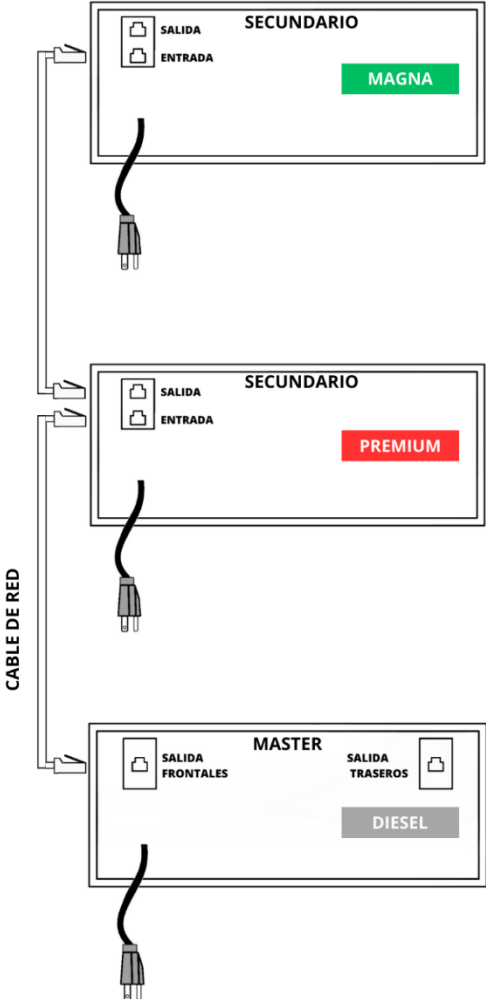 SECUNDARIO
SALIDA
ENTRADA
MAGNA
SECUNDARIO
SALIDA
ENTRADA
PREMIUM
CABLE DE RED
MASTER
SALIDA
FRONTALES
SALIDA
TRASEROS
DIESEL